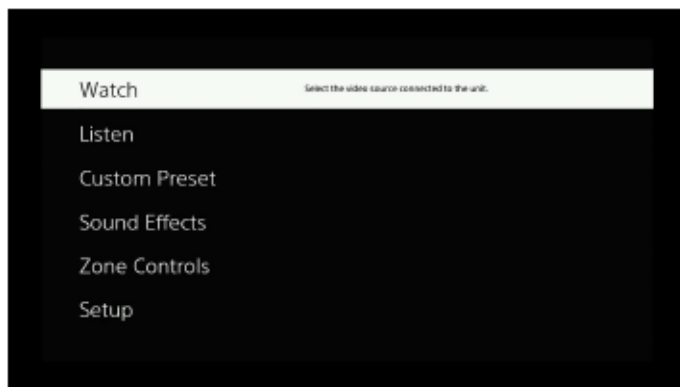 Watch Select the video source connected to the unit.
Listen
Custom Preset
Sound Effects
Zone Controls
Setup